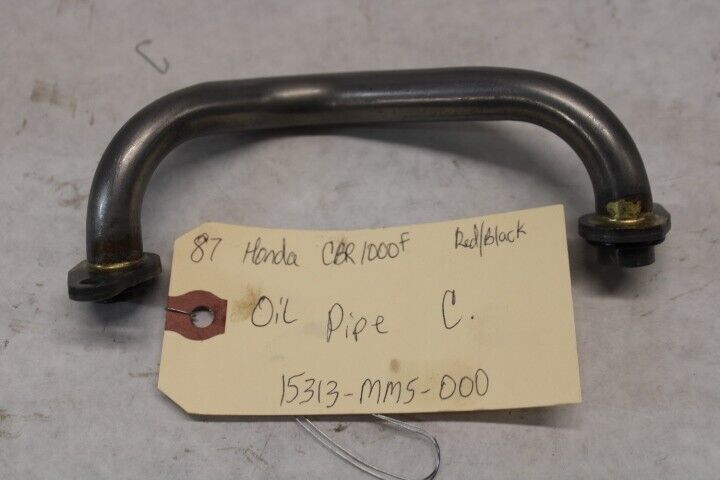 87 Honda CBR1000F Red/Black
Oil Pipe C.
15313-MM5-000